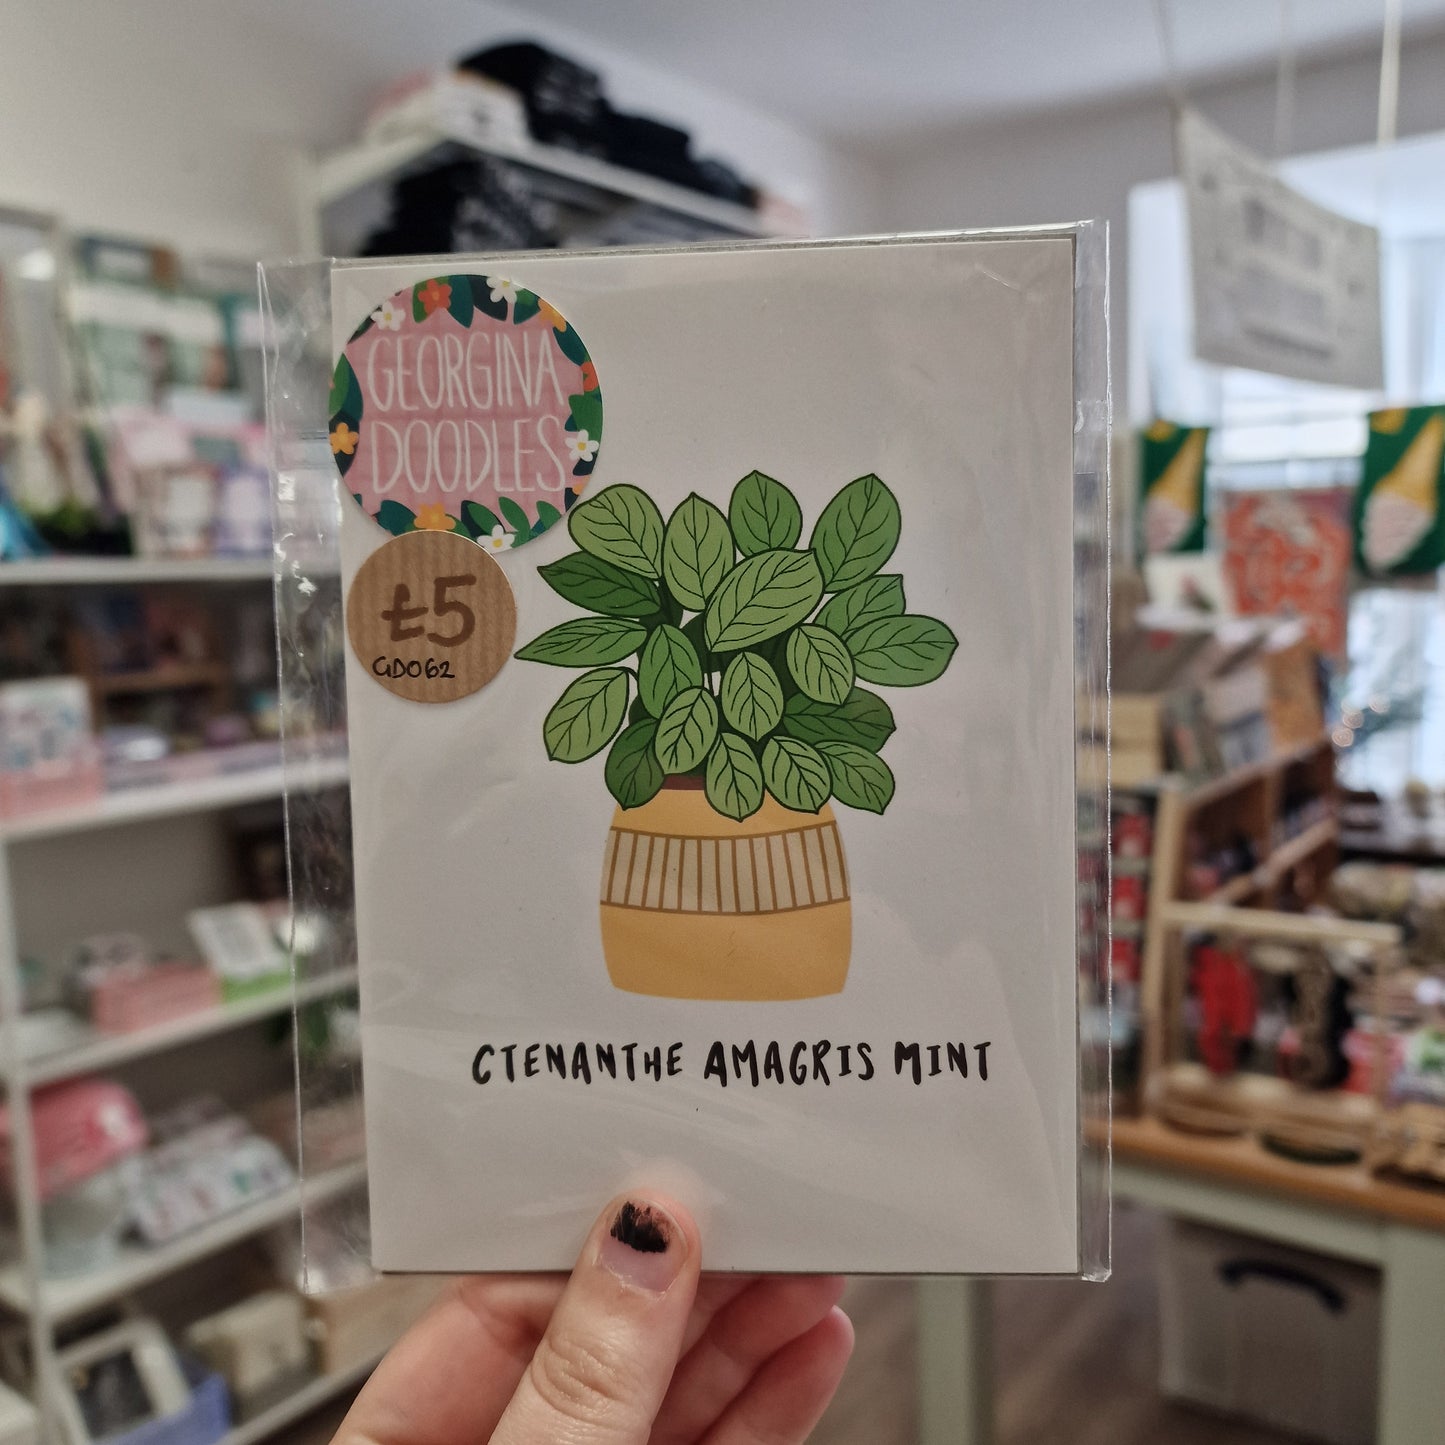 GEORGINA
DOODLES
£5
GD062
CTENANTHE AMAGRIS MINT